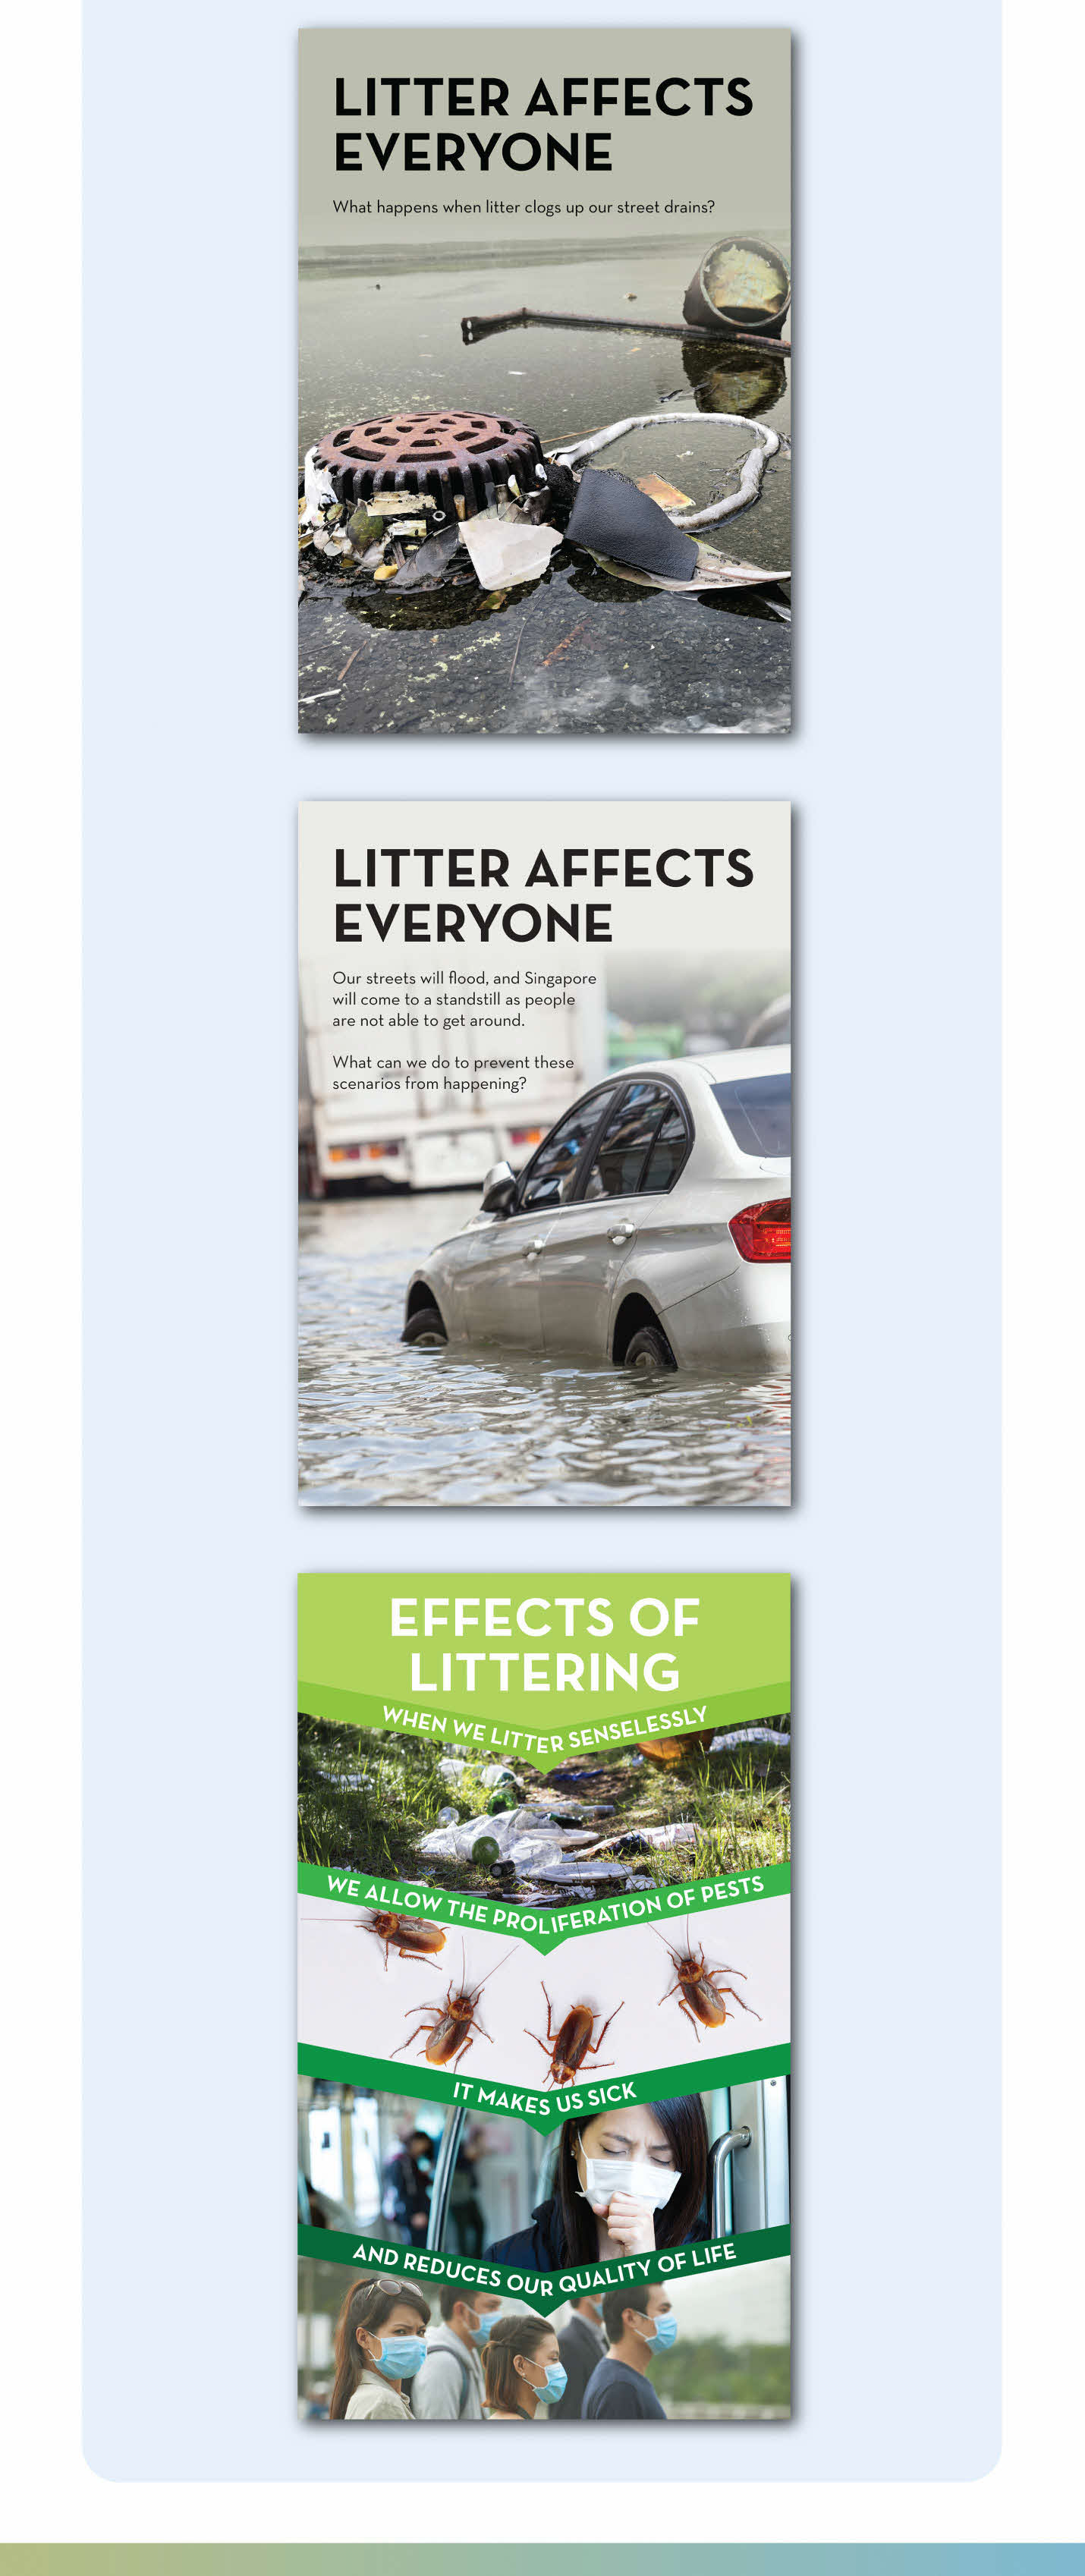 LITTER AFFECTS
EVERYONE
What happens when litter clogs up our street drains?
LITTER AFFECTS
EVERYONE
Our streets will flood, and Singapore
will come to a standstill as people
are not able to get around.
What can we do to prevent these
scenarios from happening?
EFFECTS OF
LITTERING
WHEN WE LITTER SENSELESSLY
WE ALLOW THE PROLIFERATION OF PESTS
IT MAKES US SICK
AND REDUCES OUR QUALITY OF LIFE